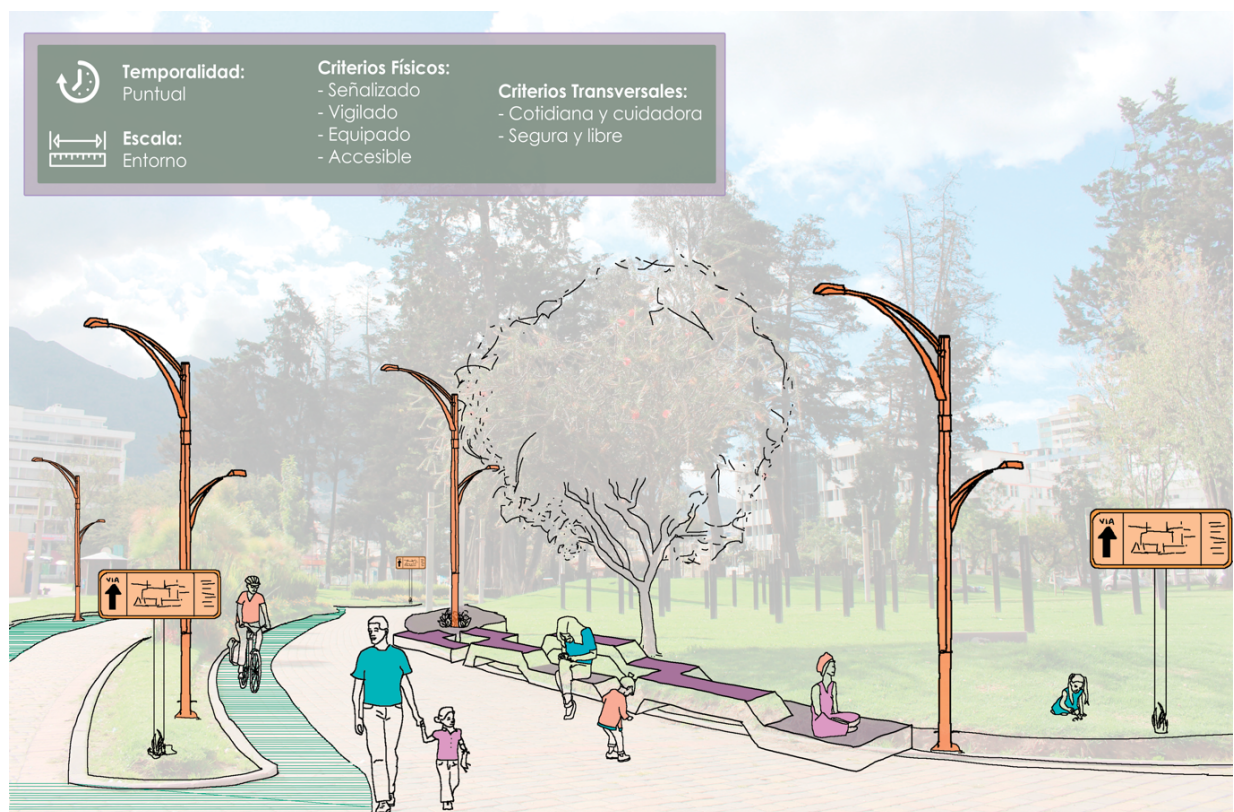 Temporalidad:
Puntual
Escala:
Entorno
Criterios Físicos:
- Señalizado
- Vigilado
- Equipado
- Accesible
Criterios Transversales:
- Cotidiana y cuidadora
- Segura y libre
VIA
VIA